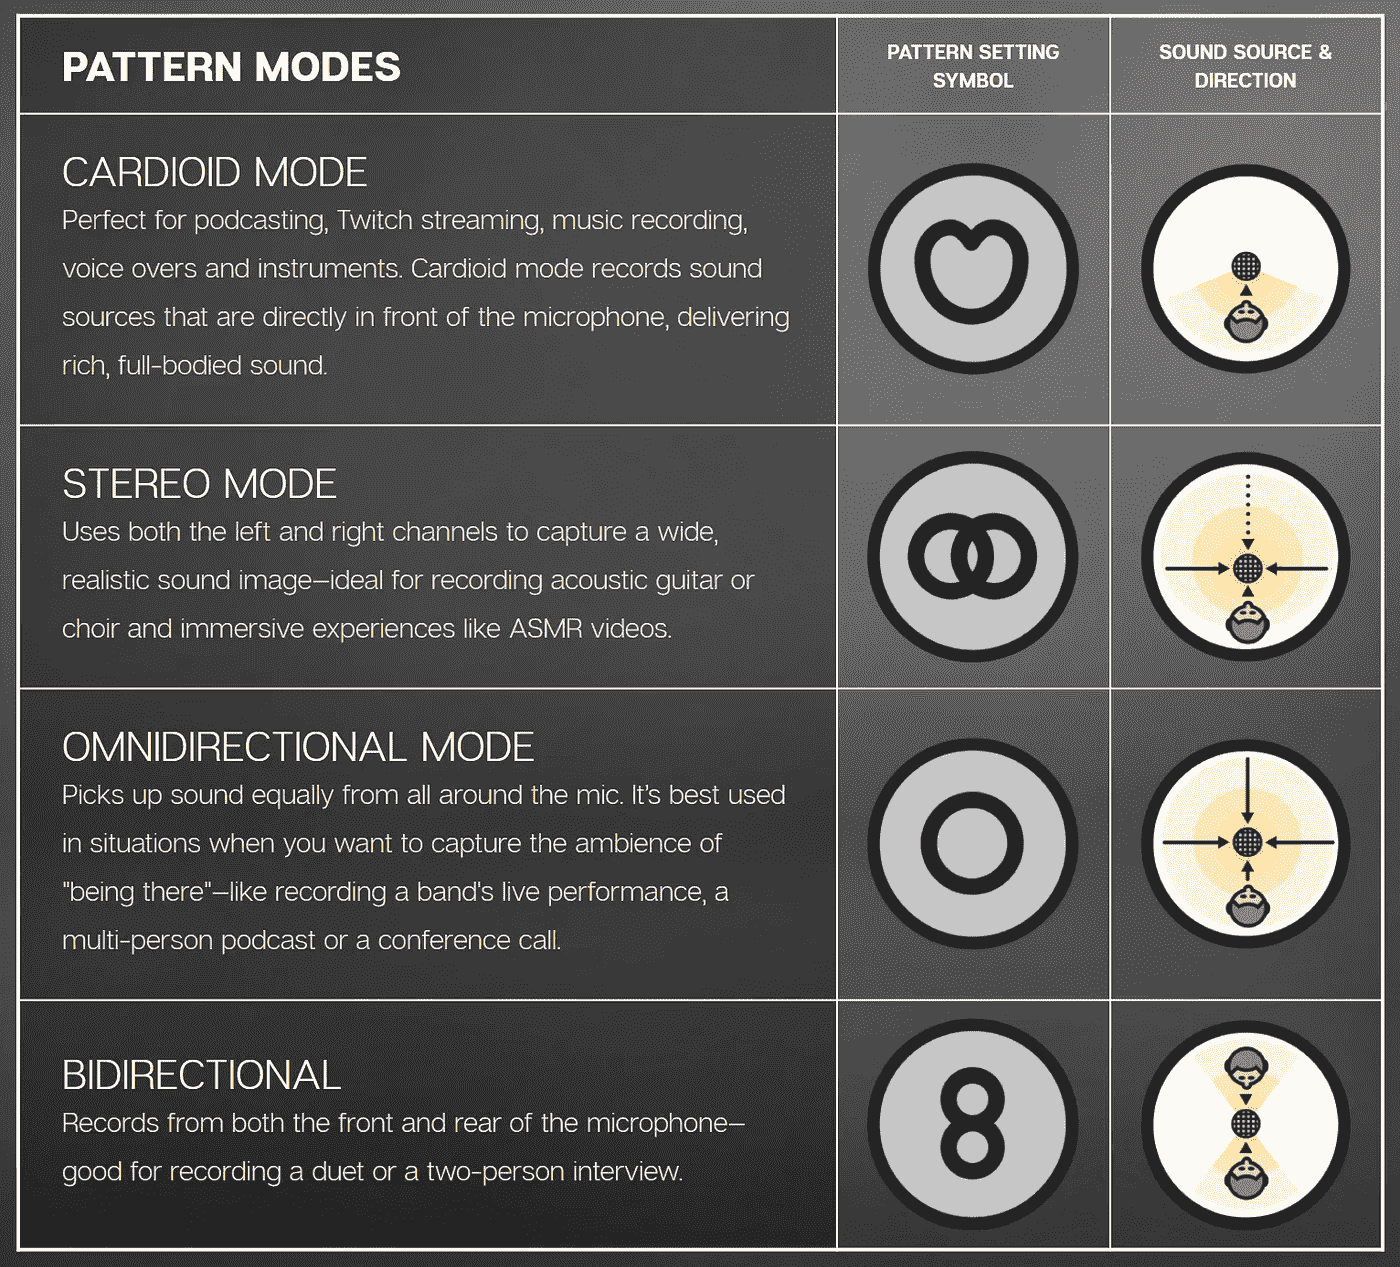 PATTERN MODES
PATTERN SETTING
SYMBOL
SOUND SOURCE &
DIRECTION
CARDIOID MODE
Perfect for podcasting, Twitch streaming, music recording,
voice overs and instruments. Cardioid mode records sound
sources that are directly in front of the microphone, delivering
rich, full-bodied sound.
STEREO MODE
Uses both the left and right channels to capture a wide,
realistic sound image—ideal for recording acoustic guitar or
choir and immersive experiences like ASMR videos.
OMNIDIRECTIONAL MODE
Picks up sound equally from all around the mic. It’s best used
in situations when you want to capture the ambience of
"being there"—like recording a band's live performance, a
multi-person podcast or a conference call.
BIDIRECTIONAL
Records from both the front and rear of the microphone—
good for recording a duet or a two-person interview.